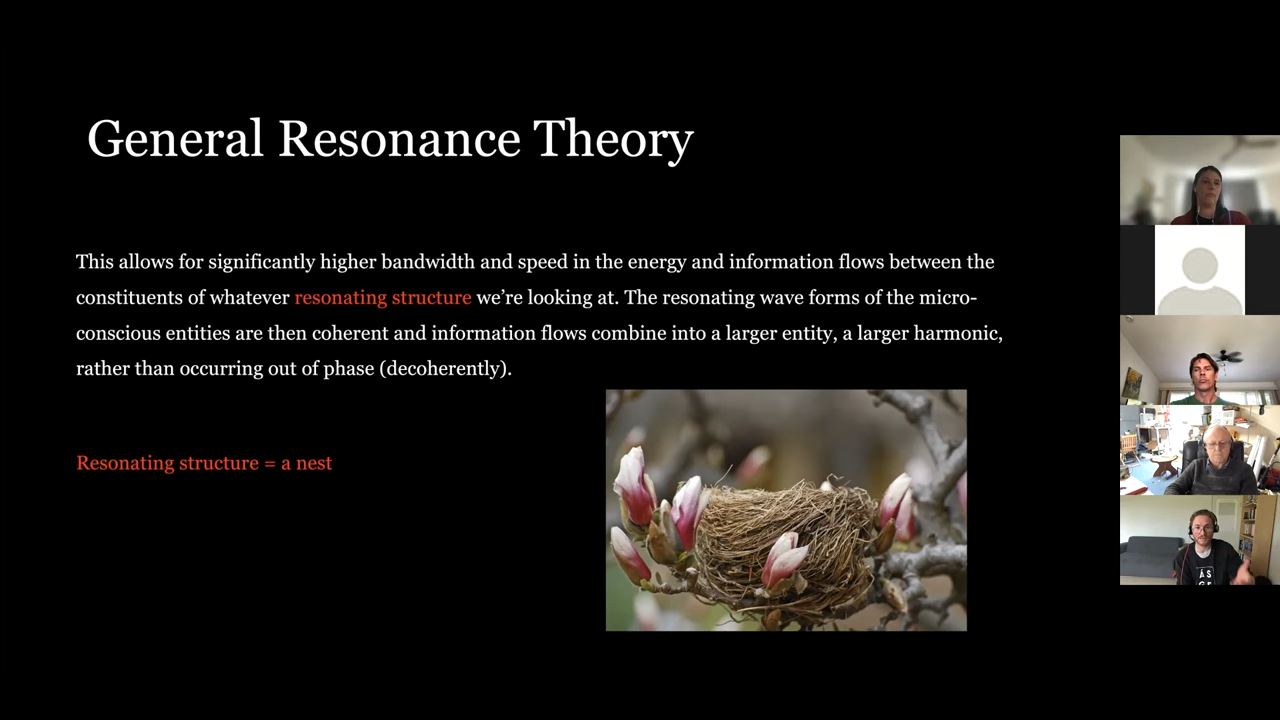 General Resonance Theory
This allows for significantly higher bandwidth and speed in the energy and information flows between the
constituents of whatever resonating structure we’re looking at. The resonating wave forms of the micro-
conscious entities are then coherent and information flows combine into a larger entity, a larger harmonic,
rather than occurring out of phase (decoherently).
Resonating structure = a nest